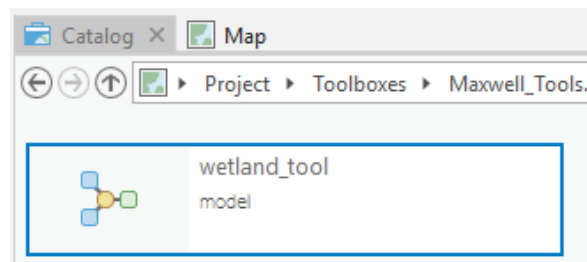 Catalog
Map
Project Toolboxes Maxwell_Tools.
wetland_tool
model